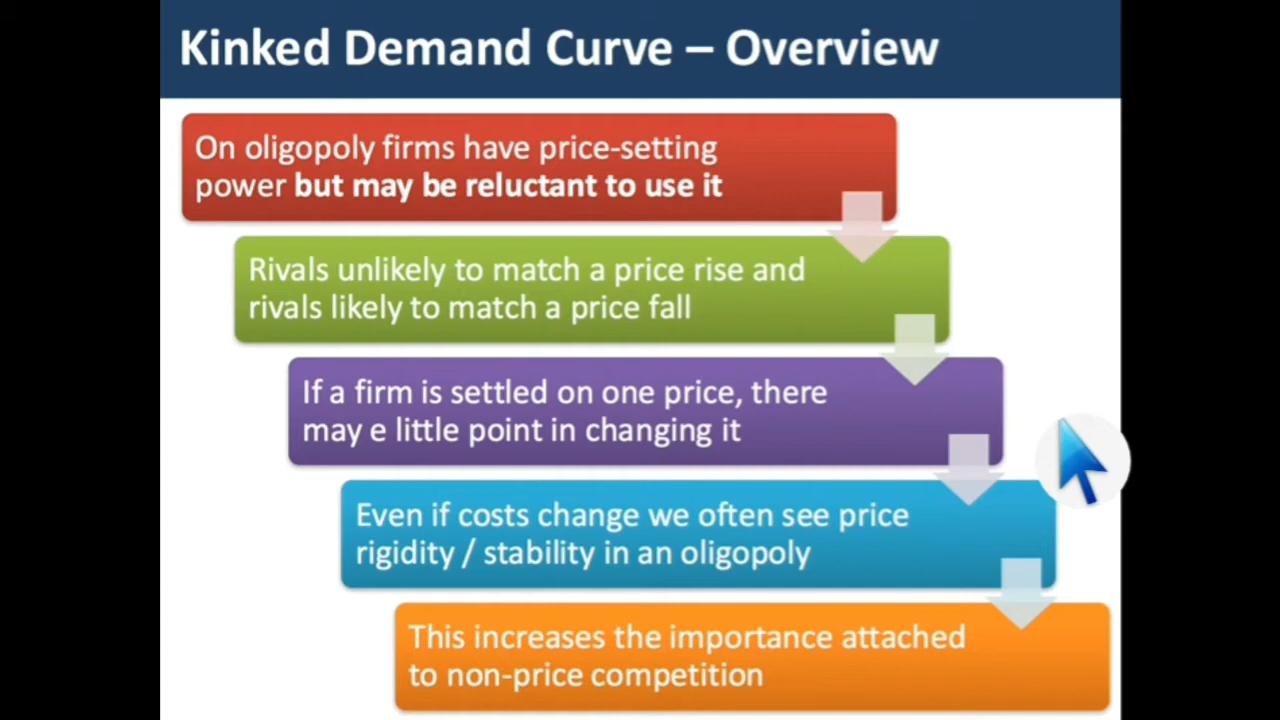 Kinked Demand Curve – Overview
On oligopoly firms have price-setting
power but may be reluctant to use it
Rivals unlikely to match a price rise and
rivals likely to match a price fall
If a firm is settled on one price, there
may e little point in changing it
Even if costs change we often see price
rigidity / stability in an oligopoly
This increases the importance attached
to non-price competition